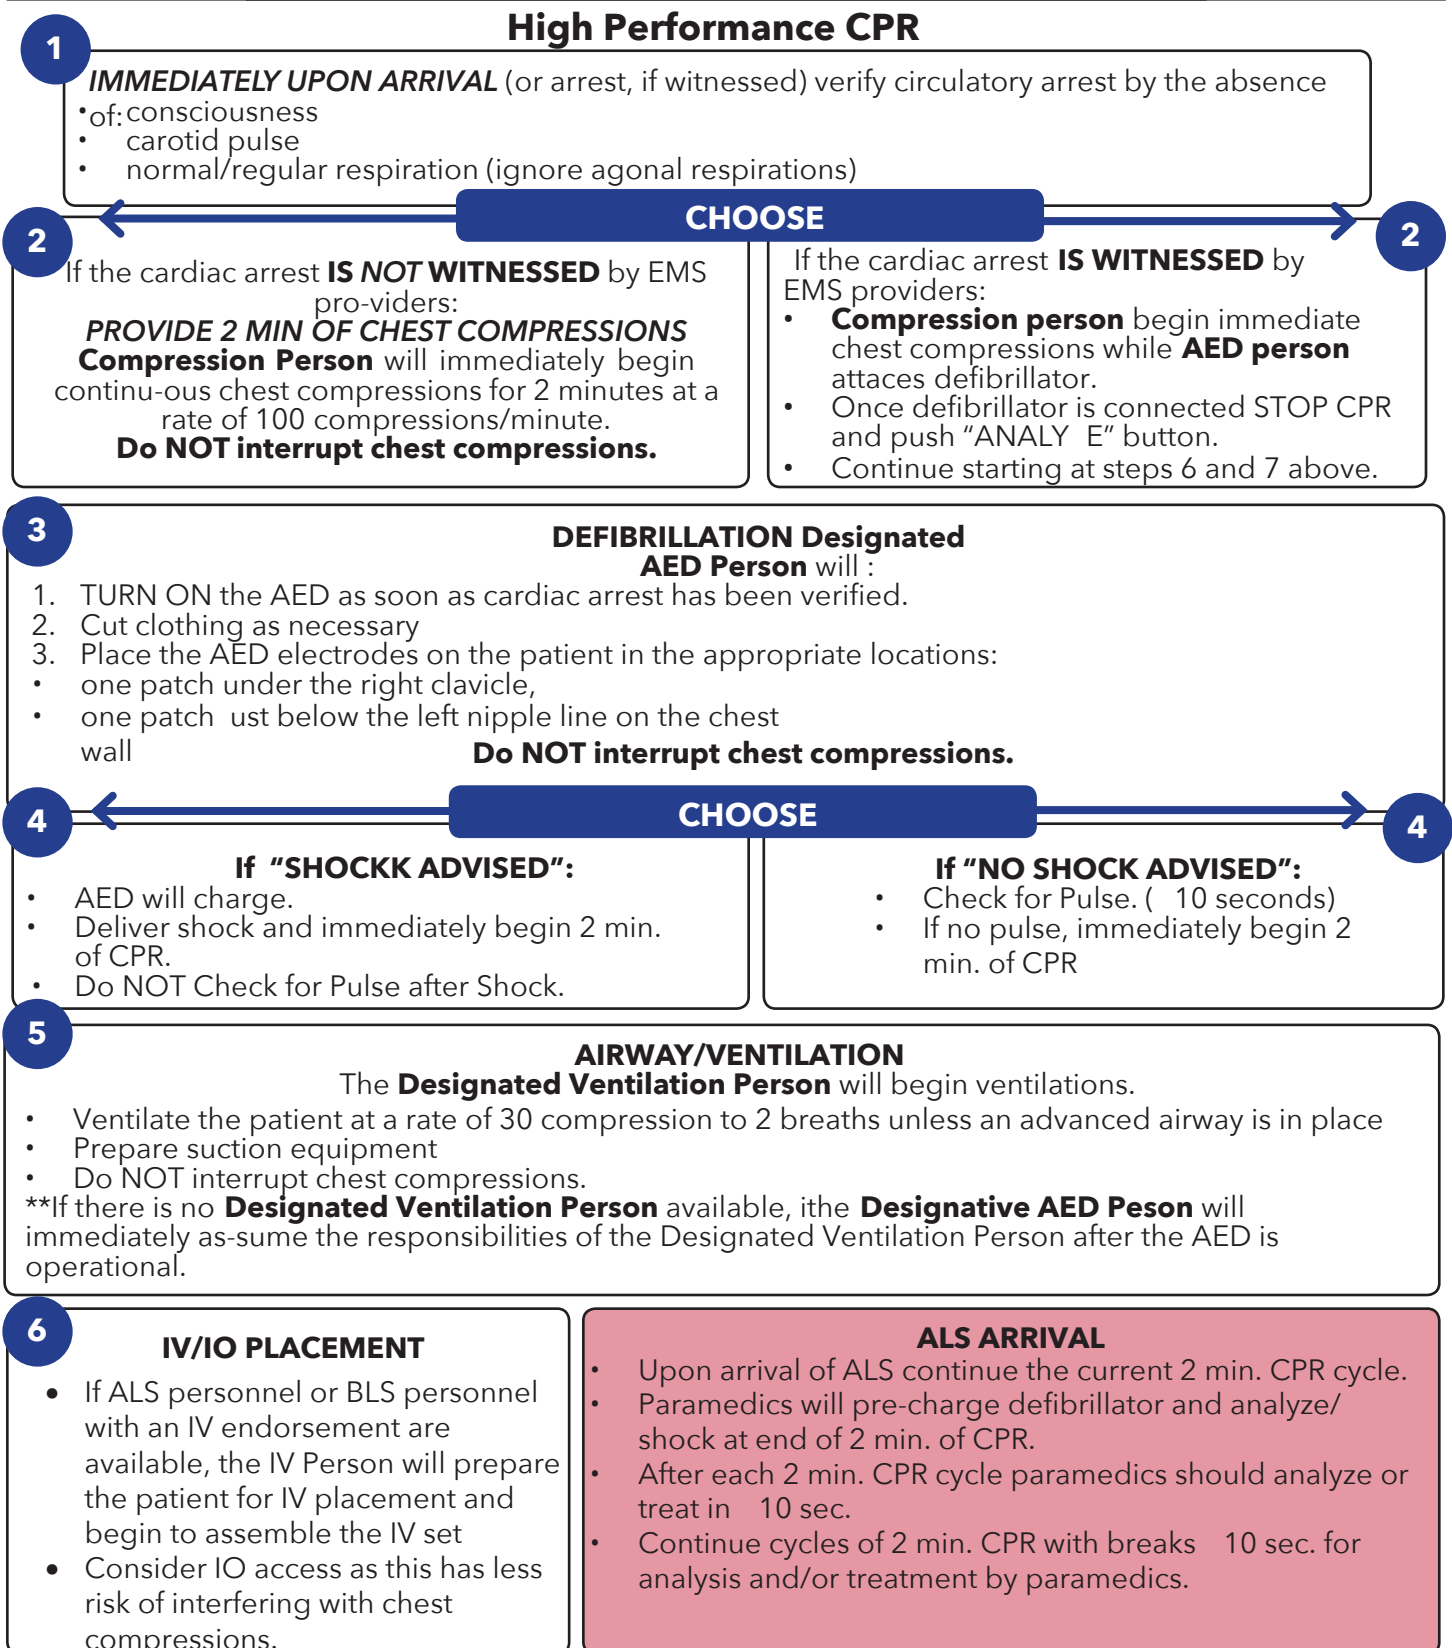 High Performance CPR
1
IMMEDIATELY UPON ARRIVAL (or arrest, if witnessed) verify circulatory arrest by the absence
of:
• consciousness
• carotid pulse
• normal/regular respiration (ignore agonal respirations)
CHOOSE
2
If the cardiac arrest IS NOT WITNESSED by EMS
pro-viders:
PROVIDE 2 MIN OF CHEST COMPRESSIONS
Compression Person will immediately begin
continu-ous chest compressions for 2 minutes at a
rate of 100 compressions/minute.
Do NOT interrupt chest compressions.
2
If the cardiac arrest IS WITNESSED by
EMS providers:
• Compression person begin immediate
chest compressions while AED person
attaces defibrillator.
• Once defibrillator is connected STOP CPR
and push “ANALY E” button.
• Continue starting at steps 6 and 7 above.
3
DEFIBRILLATION Designated
AED Person will :
1. TURN ON the AED as soon as cardiac arrest has been verified.
2. Cut clothing as necessary
3. Place the AED electrodes on the patient in the appropriate locations:
• one patch under the right clavicle,
• one patch ust below the left nipple line on the chest
wall
Do NOT interrupt chest compressions.
CHOOSE
4
If “SHOCKK ADVISED”:
• AED will charge.
• Deliver shock and immediately begin 2 min.
of CPR.
• Do NOT Check for Pulse after Shock.
4
If “NO SHOCK ADVISED”:
• Check for Pulse. ( 10 seconds)
• If no pulse, immediately begin 2
min. of CPR
5
AIRWAY/VENTILATION
The Designated Ventilation Person will begin ventilations.
• Ventilate the patient at a rate of 30 compression to 2 breaths unless an advanced airway is in place
• Prepare suction equipment
• Do NOT interrupt chest compressions.
**If there is no Designated Ventilation Person available, ithe Designative AED Peson will
immediately as-sume the responsibilities of the Designated Ventilation Person after the AED is
operational.
6
IV/IO PLACEMENT
• If ALS personnel or BLS personnel
with an IV endorsement are
available, the IV Person will prepare
the patient for IV placement and
begin to assemble the IV set
• Consider IO access as this has less
risk of interfering with chest
compressions.
ALS ARRIVAL
• Upon arrival of ALS continue the current 2 min. CPR cycle.
• Paramedics will pre-charge defibrillator and analyze/
shock at end of 2 min. of CPR.
• After each 2 min. CPR cycle paramedics should analyze or
treat in 10 sec.
• Continue cycles of 2 min. CPR with breaks 10 sec. for
analysis and/or treatment by paramedics.